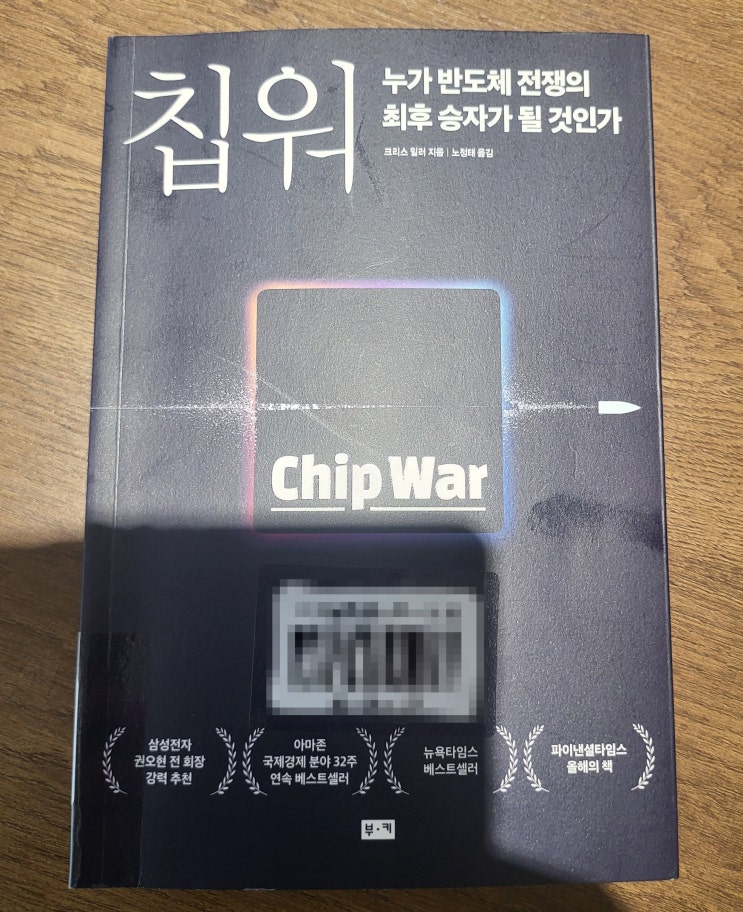 칩워
누가 반도체 전쟁의
최후 승자가 될 것인가
크리스 밀러 지음 | 노정태 옮김
Chip War
삼성전자
권오현 전 회장
강력 추천
아마존
국제경제 분야 32주
연속 베스트셀러
뉴욕타임스
베스트셀러
파이낸셜타임스
올해의 책
부·키